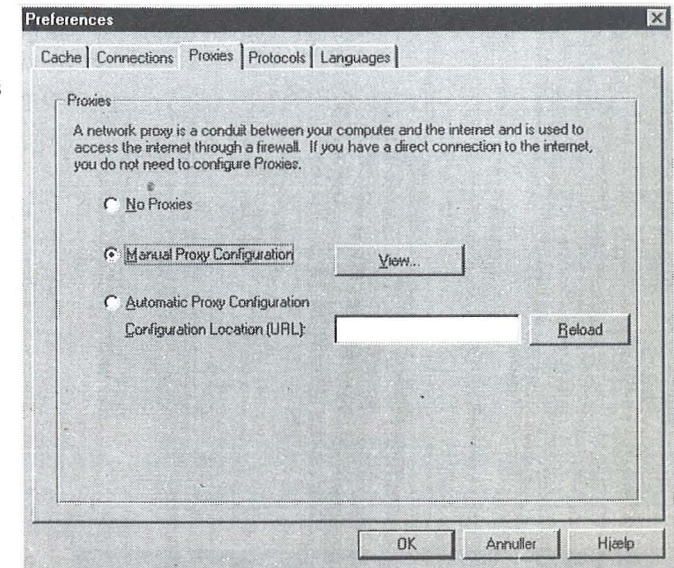 Preferences
Cache Connections Proxies Protocols Languages
Proxies
A network proxy is a conduit between your computer and the internet and is used to
access the internet through a firewall. If you have a direct connection to the internet,
you do not need to configure Proxies.
No Proxies
Manual Proxy Configuration View...
Automatic Proxy Configuration
Configuration Location (URL): Reload
OK Annuller Hjælp